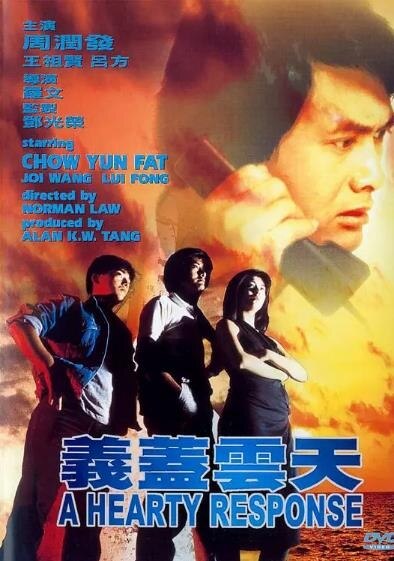 主演
周潤發
王祖賢 呂方
導演
羅文
監製
鄧光榮
starring
CHOW YUN FAT
JOI WANG LUI FONG
directed by
NORMAN LAW
produced by
ALAN K.W. TANG
義蓋雲天
A HEARTY RESPONSE
DVD
VIDEO